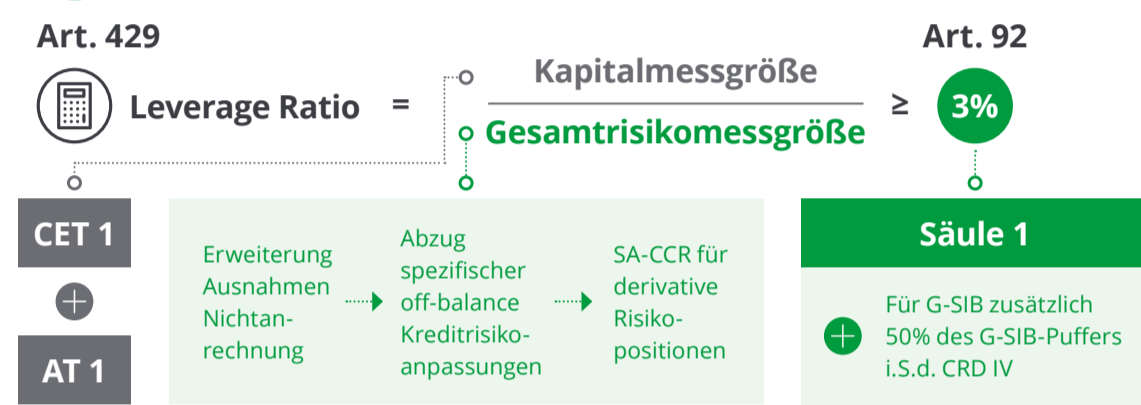 Art. 429
Art. 92
Leverage Ratio =
Kapitalmessgröße
Gesamtrisikomessgröße
≥
3%
CET 1
+
AT 1
Erweiterung
Ausnahmen
Nichtan-
rechnung
Abzug
spezifischer
off-balance
Kreditrisiko-
anpassungen
SA-CCR für
derivative
Risiko-
positionen
Säule 1
+
Für G-SIB zusätzlich
50% des G-SIB-Puffers
i.S.d. CRD IV